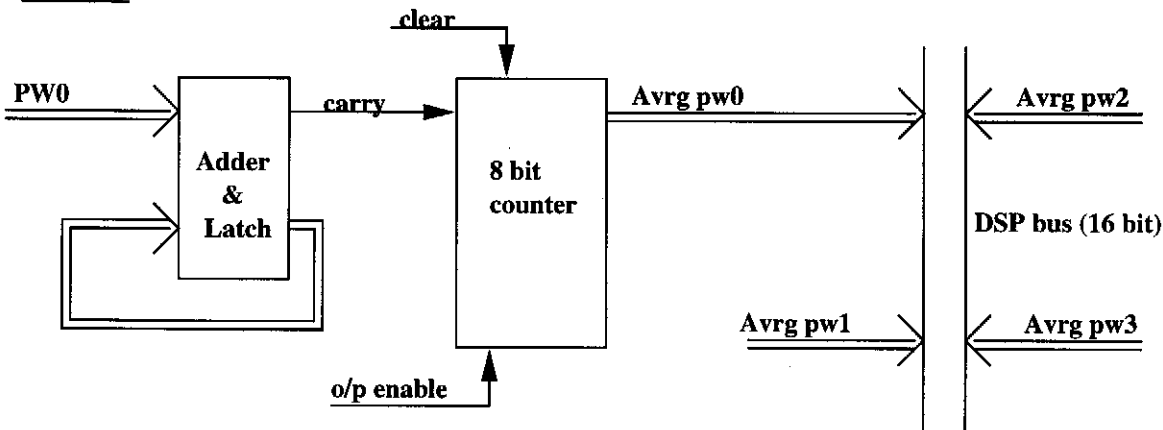 clear
PW0
carry
Avrg pw0
Avrg pw2
Adder
&
Latch
8 bit
counter
DSP bus (16 bit)
Avrg pw1
Avrg pw3
o/p enable